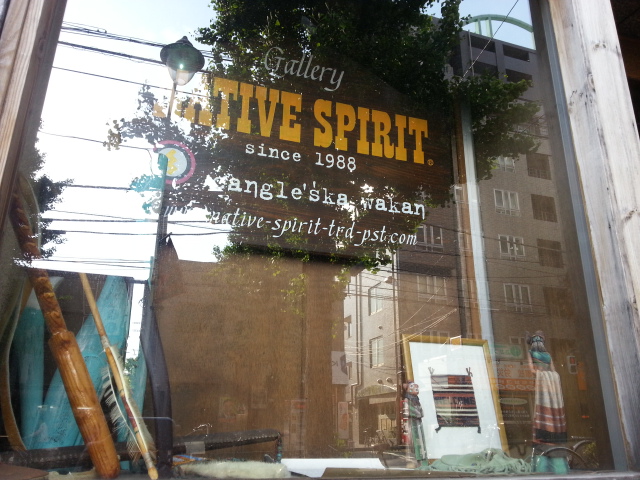 Gallery
NATIVE SPIRIT.
since 1988
cangle'ska wakan
native-spirit-trd-pst.com